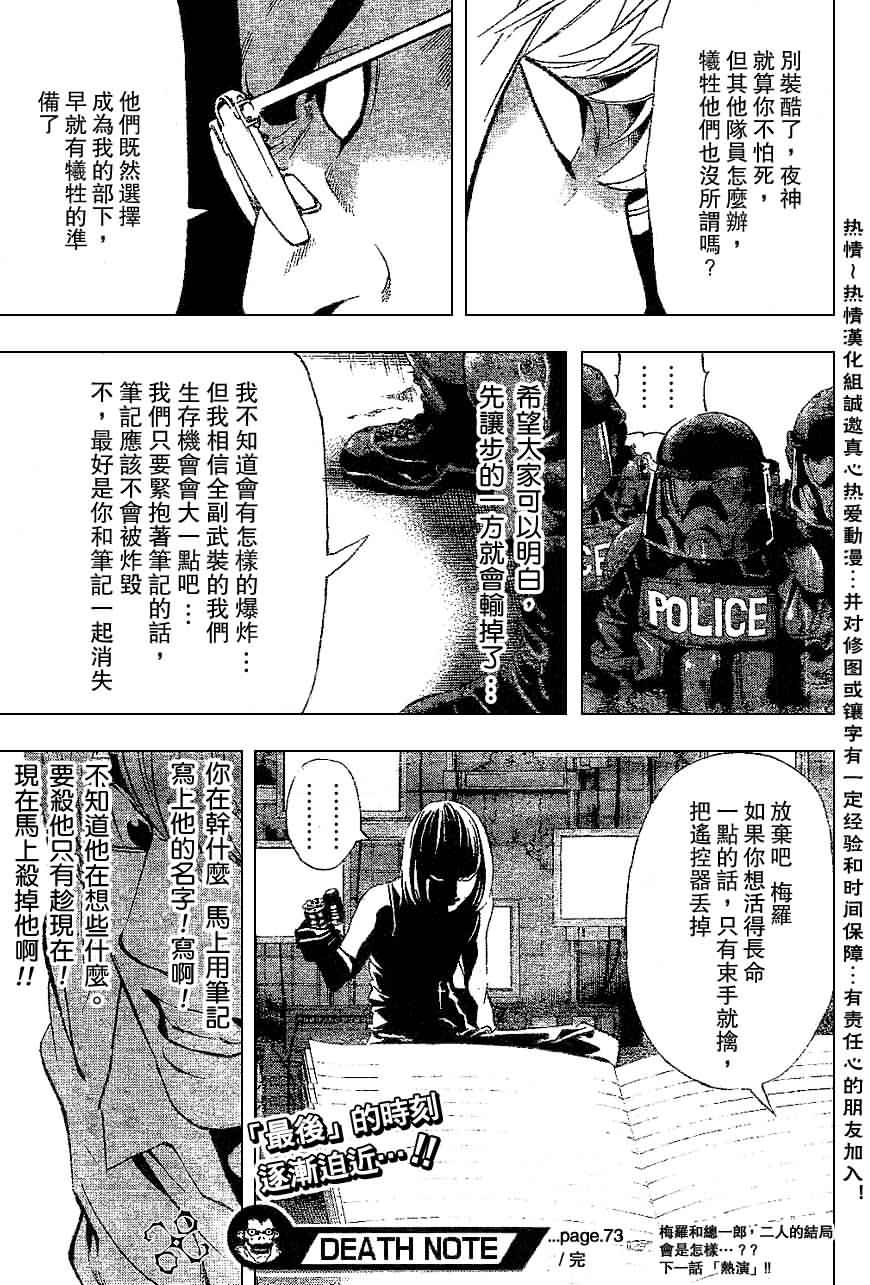 別裝酷了，夜神
就算你不怕死，
但其他隊員怎麼辦，
犧牲他們也沒所謂嗎？
他們既然選擇
成為我的部下，
早就有犧牲的準
備了
⋯⋯
⋯⋯
POLICE
CE
希望大家可以明白，
先讓步的一方就會輸掉了⋯
我不知道會有怎樣的爆炸⋯
但我相信全副武裝的我們
生存機會會大一點吧⋯
我們只要緊抱著筆記的話，
筆記應該不會被炸毀
不，最好是你和筆記一起消失
放棄吧 梅羅
如果你想活得長命
一點的話，只有束手就擒，
把遙控器丟掉
⋯⋯⋯
⋯⋯⋯
你在幹什麼 馬上用筆記
寫上他的名字！寫啊！
不知道他在想些什麼。
要殺他只有趁現在！
現在馬上殺掉他啊！！
「最後」的時刻
逐漸迫近⋯！！
DEATH NOTE
...page.73
/ 完
梅羅和總一郎，二人的結局
會是怎樣⋯？？
下一話「熱演」!!
热情～热情漢化組誠邀真心热爱動漫⋯并对修图或镶字有一定经验和时间保障⋯有责任心的朋友加入！